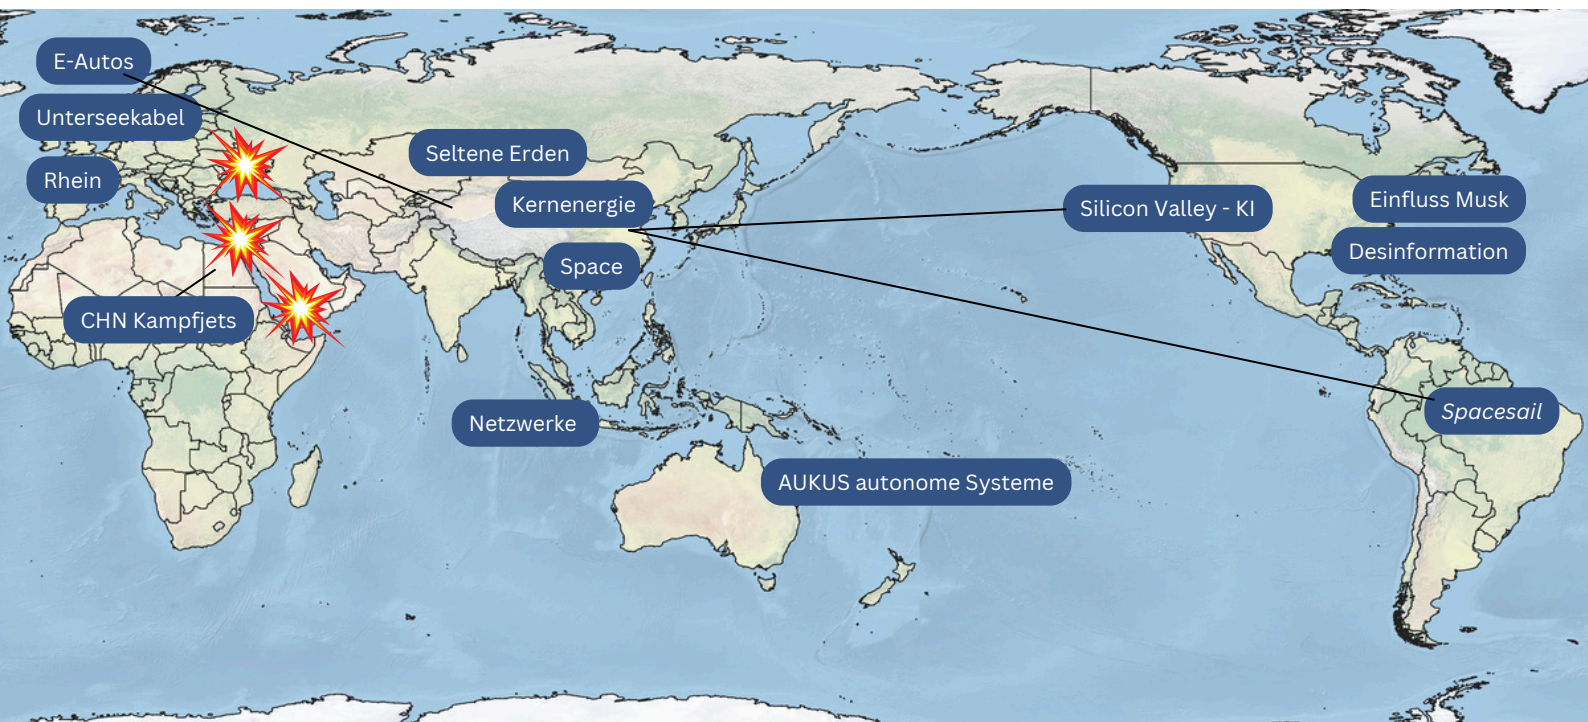 E-Autos
Unterseekabel
Rhein
Seltene Erden
Kernenergie
Space
CHN Kampfjets
Netzwerke
AUKUS autonome Systeme
Silicon Valley - KI
Einfluss Musk
Desinformation
Spacesail